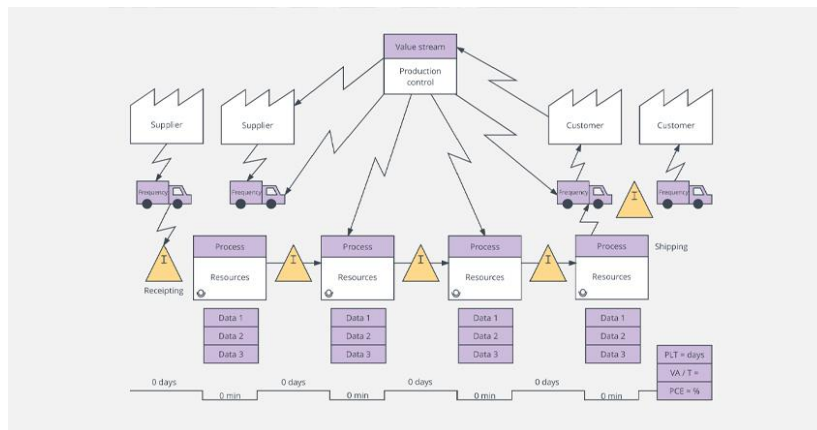 Value stream
Production
control
Supplier
Supplier
Customer
Customer
Frequency
Frequency
Frequency
Frequency
I
I
Receipting
Process
Resources
I
Process
Resources
I
Process
Resources
I
Process
Resources
Shipping
Data 1
Data 2
Data 3
Data 1
Data 2
Data 3
Data 1
Data 2
Data 3
Data 1
Data 2
Data 3
PLT = days
VA / T =
PCE = %
0 days
0 min
0 days
0 min
0 days
0 min
0 days
0 min